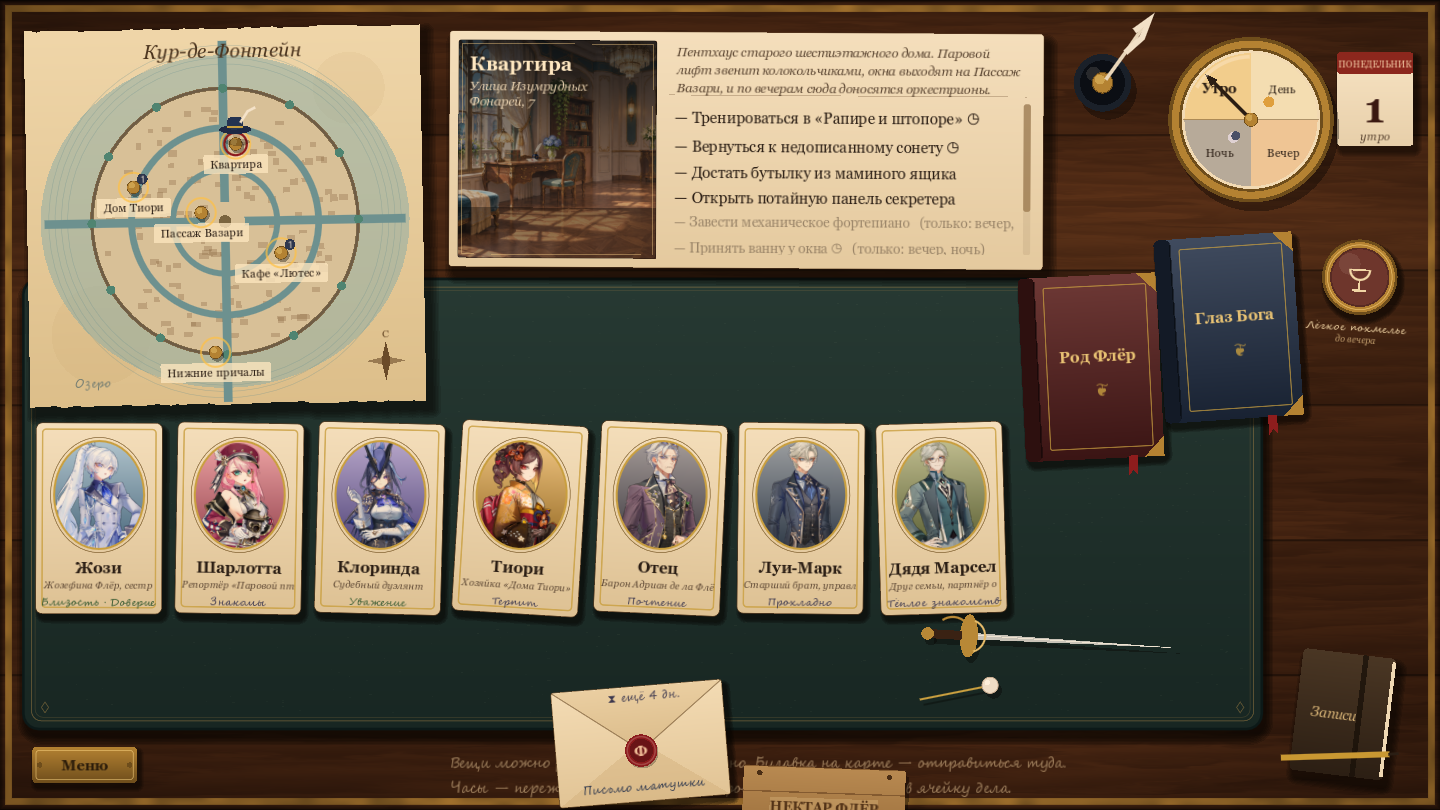 Кур-де-Фонтейн
Квартира
Дом Тиори
1
Пассаж Вазари
1
Кафе «Лютес»
Нижние причалы
Озеро
С
Квартира
Улица Изумрудных
Фонарей, 7
Пентхаус старого шестиэтажного дома. Паровой
лифт звенит колокольчиками, окна выходят на Пассаж
Вазари, и по вечерам сюда доносятся оркестрионы.
— Тренироваться в «Рапире и штопоре»
— Вернуться к недописанному сонету
— Достать бутылку из маминого ящика
— Открыть потайную панель секретера
— Завести механическое фортепиано (только: вечер,
— Принять ванну у окна (только: вечер, ночь)
Утро
День
Ночь
Вечер
ПОНЕДЕЛЬНИК
1
утро
Род Флёр
Глаз Бога
Лёгкое похмелье
до вечера
Жози
Жозефина Флёр, сестр
Близость · Доверие
Шарлотта
Репортёр «Паровой пт
Знакомы
Клоринда
Судебный дуэлянт
Уважение
Тиори
Хозяйка «Дома Тиори»
Терпит
Отец
Барон Адриан де ла Флё
Почтение
Луи-Марк
Старший брат, управл
Прохладно
Дядя Марсел
Друг семьи, партнёр о
Тёплое знакомств
ещё 4 дн.
Ф
Письмо матушки
НЕКТАР ФЛЁР
Записи
Меню
Вещи можно но. Булавка на карте — отправиться туда.
Часы — переж в ячейку дела.